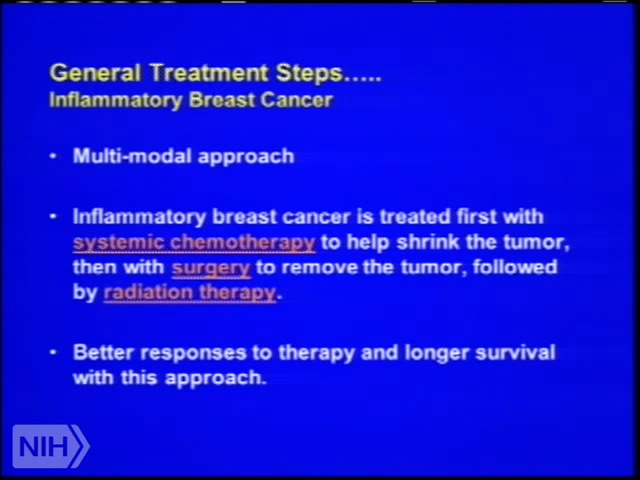 General Treatment Steps…..
Inflammatory Breast Cancer
• Multi-modal approach
• Inflammatory breast cancer is treated first with
systemic chemotherapy to help shrink the tumor,
then with surgery to remove the tumor, followed
by radiation therapy.
• Better responses to therapy and longer survival
with this approach.
NIH